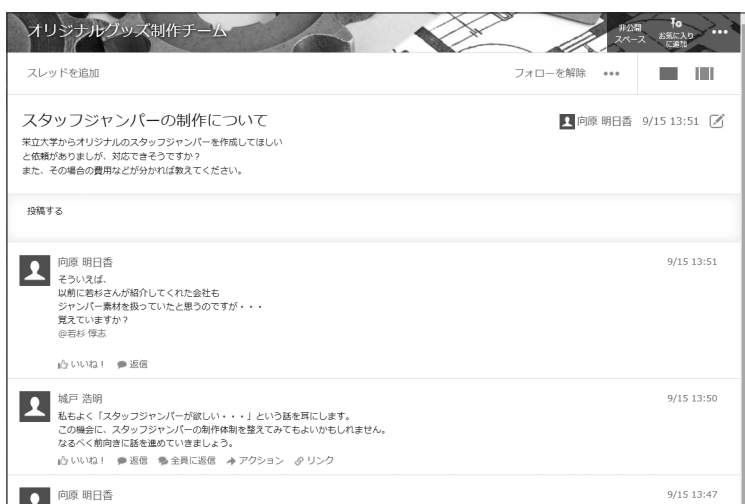 オリジナルグッズ制作チーム
非公開
スペース
お気に入り
に追加
スレッドを追加
フォローを解除
スタッフジャンパーの制作について
向原 明日香 9/15 13:51
栄立大学からオリジナルのスタッフジャンパーを作成してほしい
と依頼がありましが、対応できそうですか？
また、その場合の費用などが分かれば教えてください。
投稿する
向原 明日香 9/15 13:51
そういえば、
以前に若杉さんが紹介してくれた会社も
ジャンパー素材を扱っていたと思うのですが・・・
覚えていますか？
@若杉 惇志
いいね！ 返信
城戸 浩明 9/15 13:50
私もよく「スタッフジャンパーが欲しい・・・」という話を耳にします。
この機会に、スタッフジャンパーの制作体制を整えてみてもよいかもしれません。
なるべく前向きに話を進めていきましょう。
いいね！ 返信 全員に返信 アクション リンク
向原 明日香 9/15 13:47